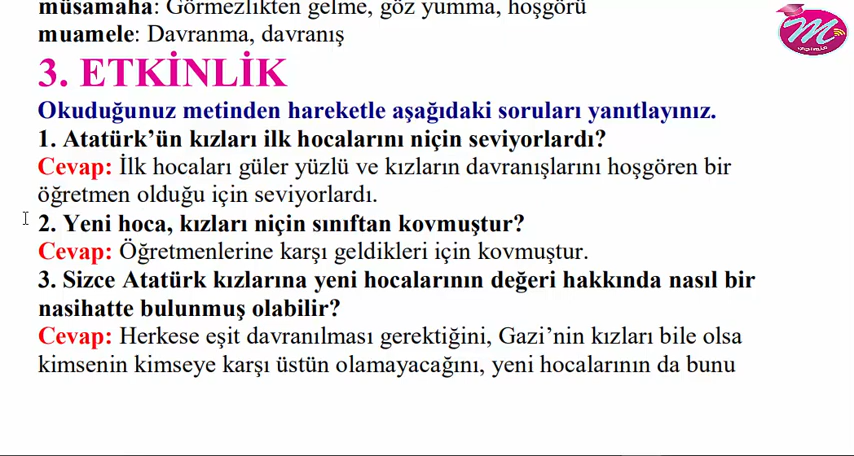 müsamaha: Görmezlikten gelme, göz yumma, hoşgörü
muamele: Davranma, davranış
3. ETKİNLİK
Okuduğunuz metinden hareketle aşağıdaki soruları yanıtlayınız.
1. Atatürk’ün kızları ilk hocalarını niçin seviyorlardı?
Cevap: İlk hocaları güler yüzlü ve kızların davranışlarını hoşgören bir
öğretmen olduğu için seviyorlardı.
2. Yeni hoca, kızları niçin sınıftan kovmuştur?
Cevap: Öğretmenlerine karşı geldikleri için kovmuştur.
3. Sizce Atatürk kızlarına yeni hocalarının değeri hakkında nasıl bir
nasihatte bulunmuş olabilir?
Cevap: Herkese eşit davranılması gerektiğini, Gazi’nin kızları bile olsa
kimsenin kimseye karşı üstün olamayacağını, yeni hocalarının da bunu